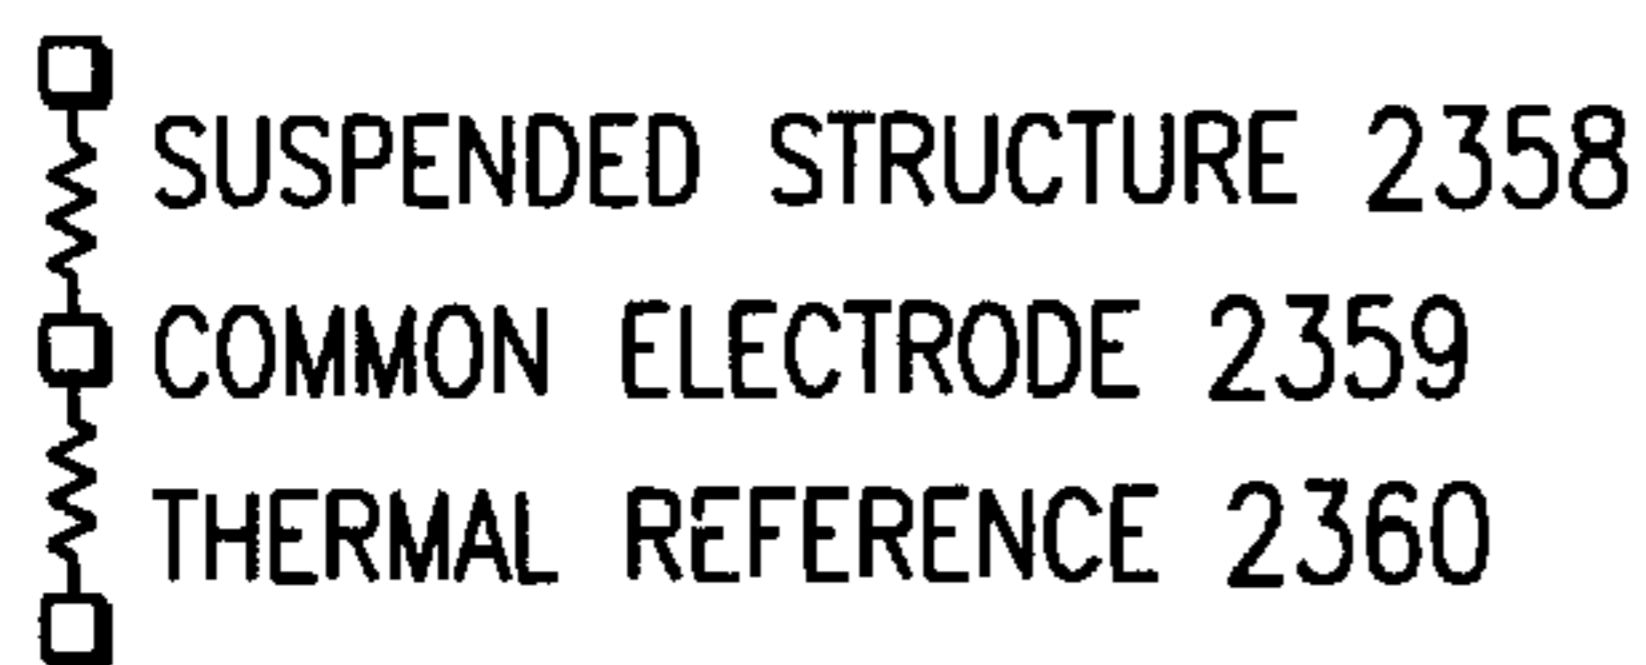 SUSPENDED STRUCTURE 2358
COMMON ELECTRODE 2359
THERMAL REFERENCE 2360